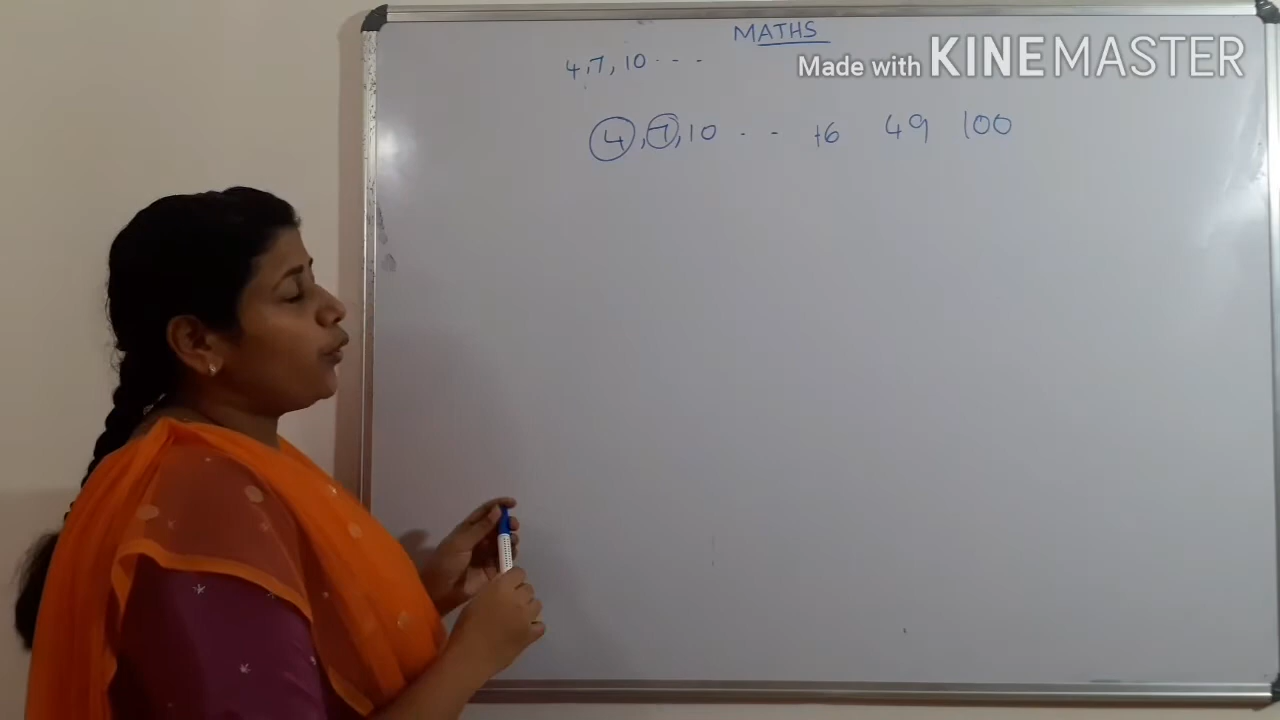 MATHS
Made with KINEMASTER
4, 7, 10 - - -
4, 7, 10 - - 16 49 100